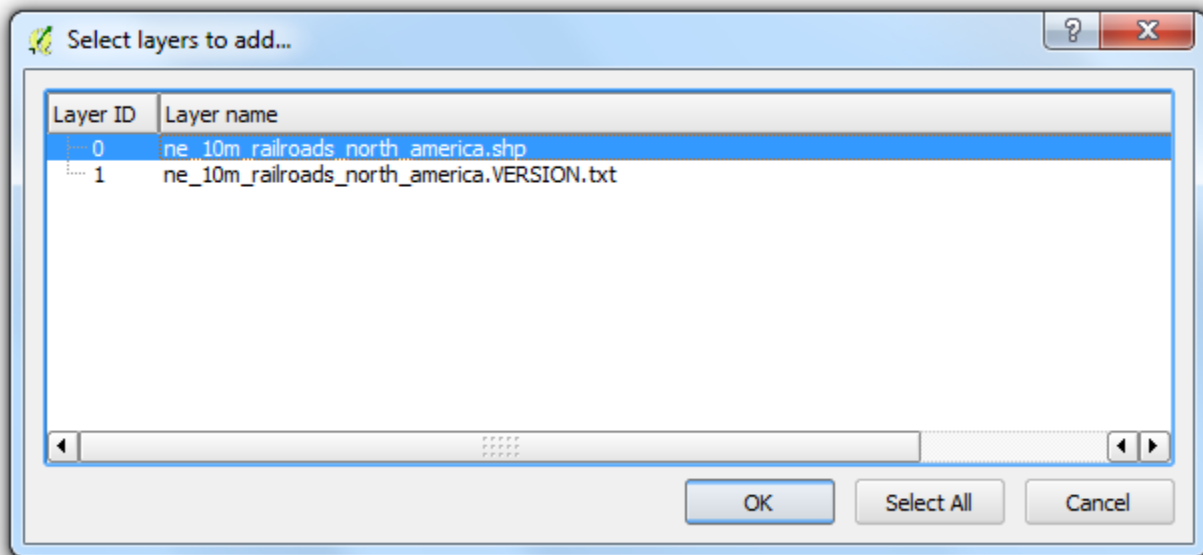 Select layers to add...
Layer ID Layer name
0 ne_10m_railroads_north_america.shp
1 ne_10m_railroads_north_america.VERSION.txt
OK Select All Cancel